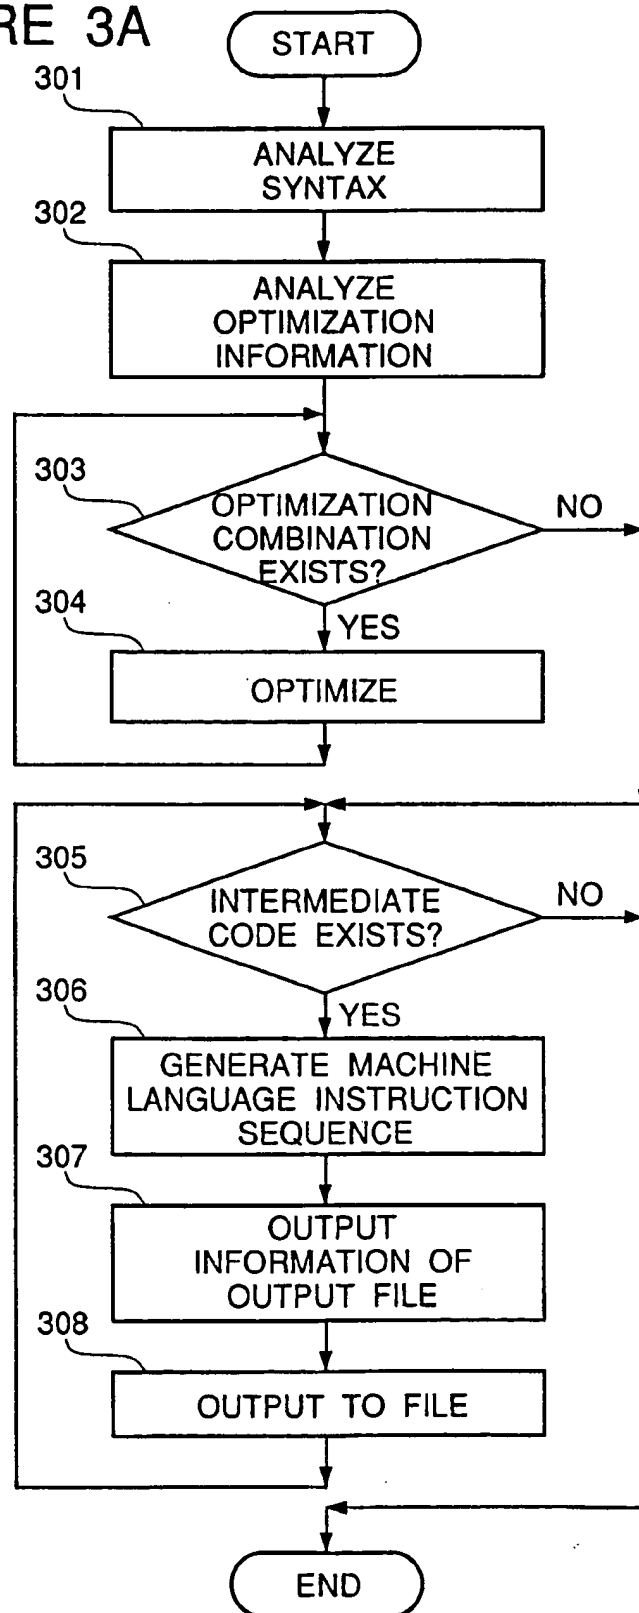 RE 3A
START
301
ANALYZE
SYNTAX
302
ANALYZE
OPTIMIZATION
INFORMATION
303
OPTIMIZATION
COMBINATION
EXISTS?
NO
304
YES
OPTIMIZE
305
INTERMEDIATE
CODE EXISTS?
NO
306
YES
GENERATE MACHINE
LANGUAGE INSTRUCTION
SEQUENCE
307
OUTPUT
INFORMATION OF
OUTPUT FILE
308
OUTPUT TO FILE
END